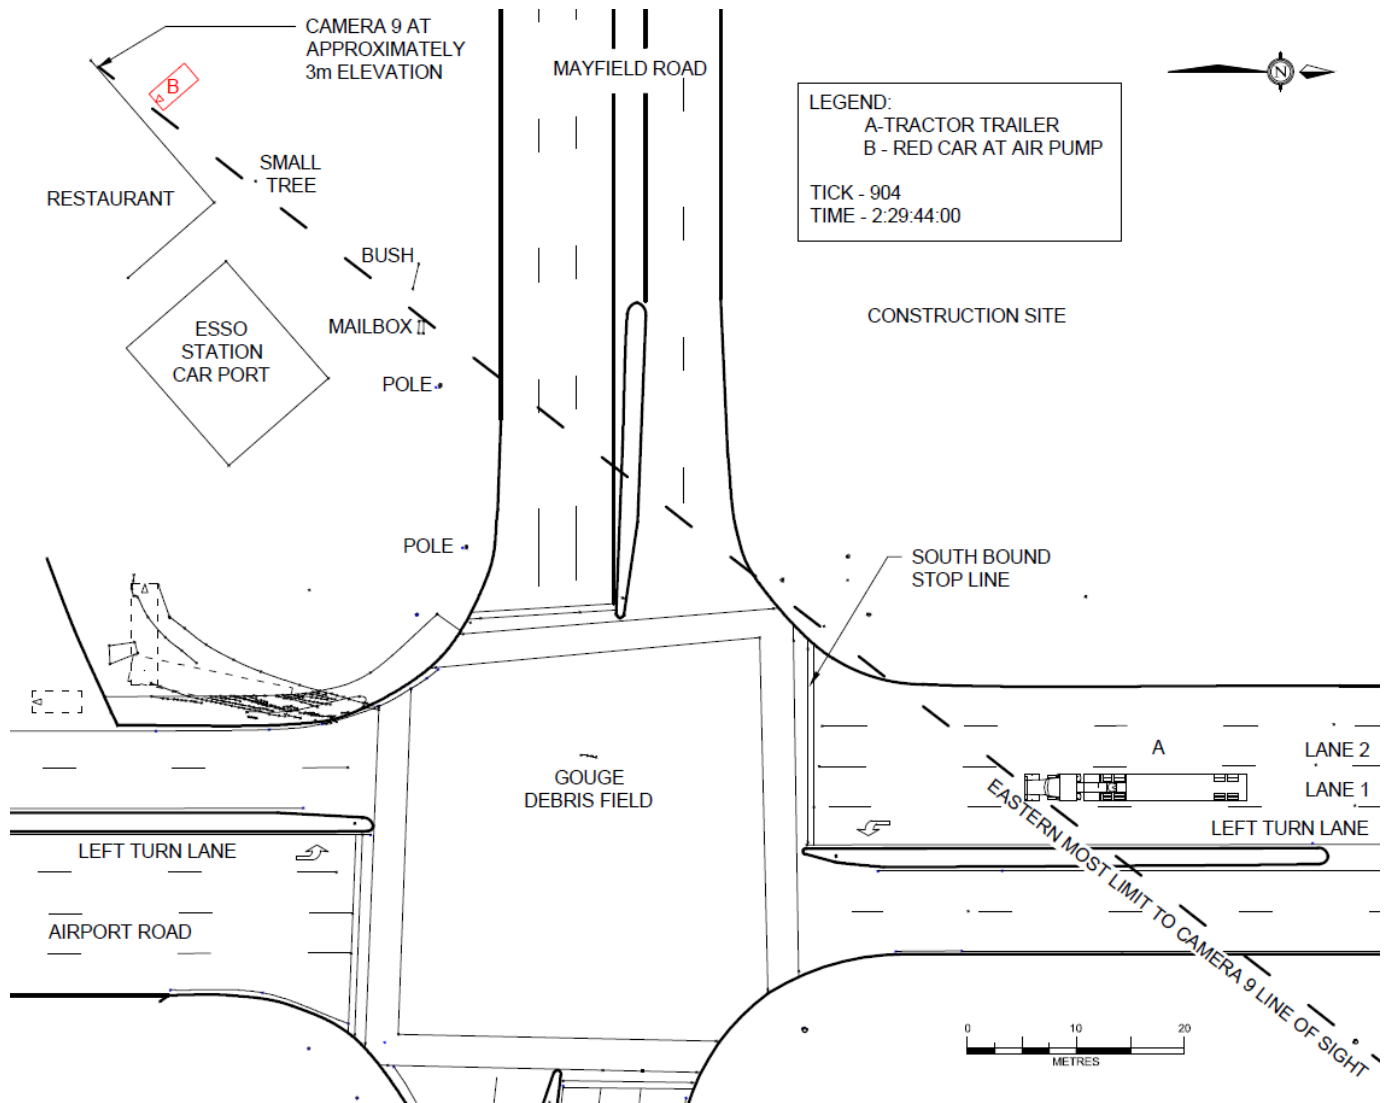 CAMERA 9 AT
APPROXIMATELY
3m ELEVATION
B
MAYFIELD ROAD
N
LEGEND:
A-TRACTOR TRAILER
B - RED CAR AT AIR PUMP
TICK - 904
TIME - 2:29:44:00
SMALL
TREE
RESTAURANT
BUSH
MAILBOX
CONSTRUCTION SITE
ESSO
STATION
CAR PORT
POLE
POLE
SOUTH BOUND
STOP LINE
A
LANE 2
LANE 1
GOUGE
DEBRIS FIELD
LEFT TURN LANE
LEFT TURN LANE
EASTERN MOST LIMIT TO CAMERA 9 LINE OF SIGHT
AIRPORT ROAD
0 10 20
METRES